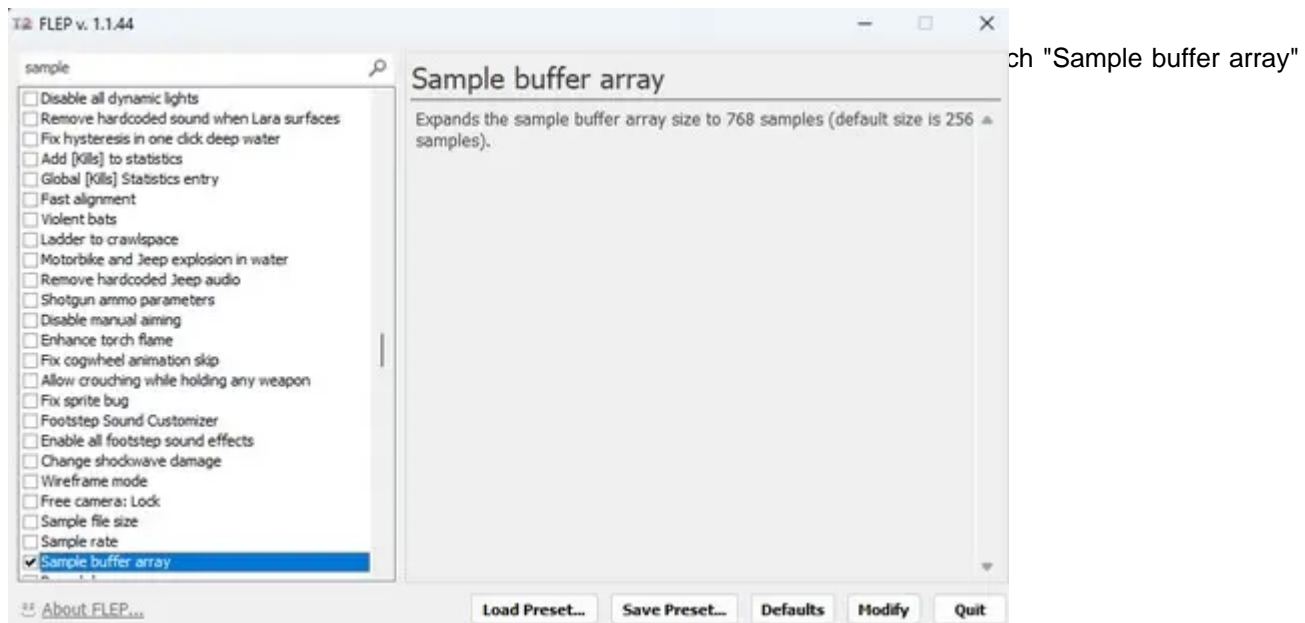 FLEP v. 1.1.44
sample
Disable all dynamic lights
Remove hardcoded sound when Lara surfaces
Fix hysteresis in one click deep water
Add [Kills] to statistics
Global [Kills] Statistics entry
Fast alignment
Violent bats
Ladder to crawlspace
Motorbike and Jeep explosion in water
Remove hardcoded Jeep audio
Shotgun ammo parameters
Disable manual aiming
Enhance torch flame
Fix cogwheel animation skip
Allow crouching while holding any weapon
Fix sprite bug
Footstep Sound Customizer
Enable all footstep sound effects
Change shockwave damage
Wireframe mode
Free camera: Lock
Sample file size
Sample rate
Sample buffer array
About FLEP...
Sample buffer array
Expands the sample buffer array size to 768 samples (default size is 256
samples).
Load Preset... Save Preset... Defaults Modify Quit
ch "Sample buffer array"